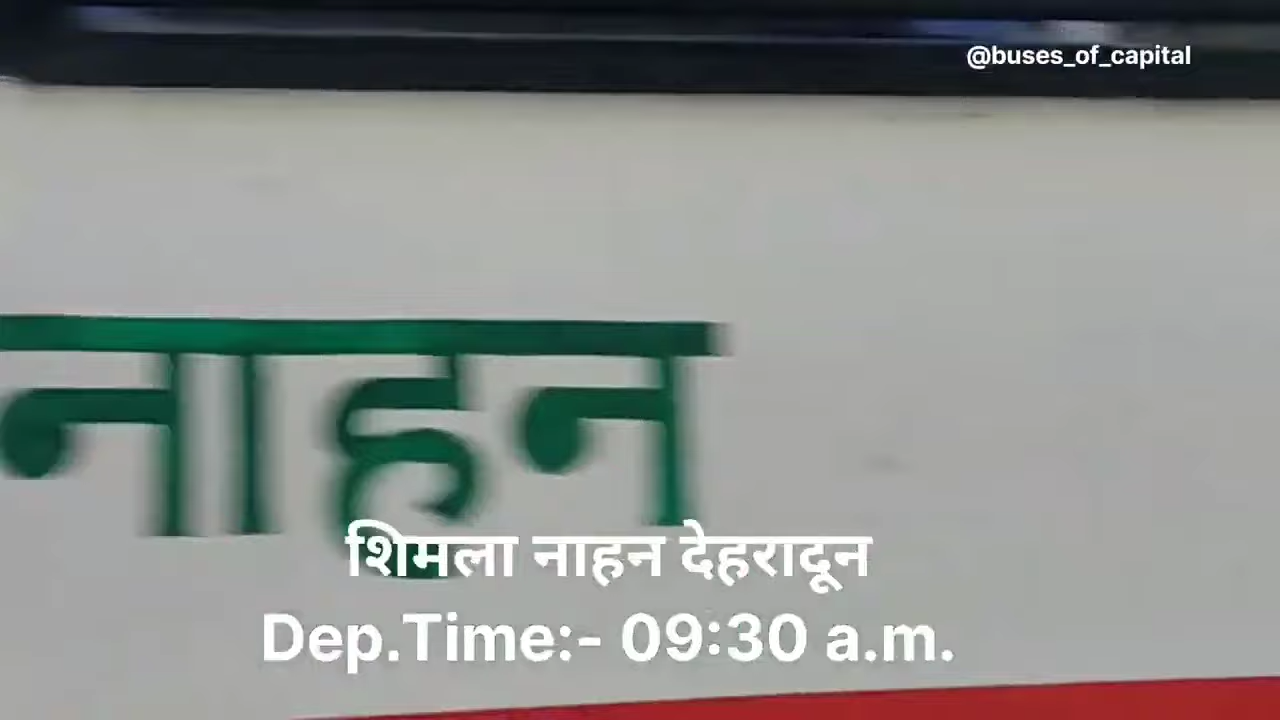 @buses_of_capital
नाहन
शिमला नाहन देहरादून
Dep.Time:- 09:30 a.m.